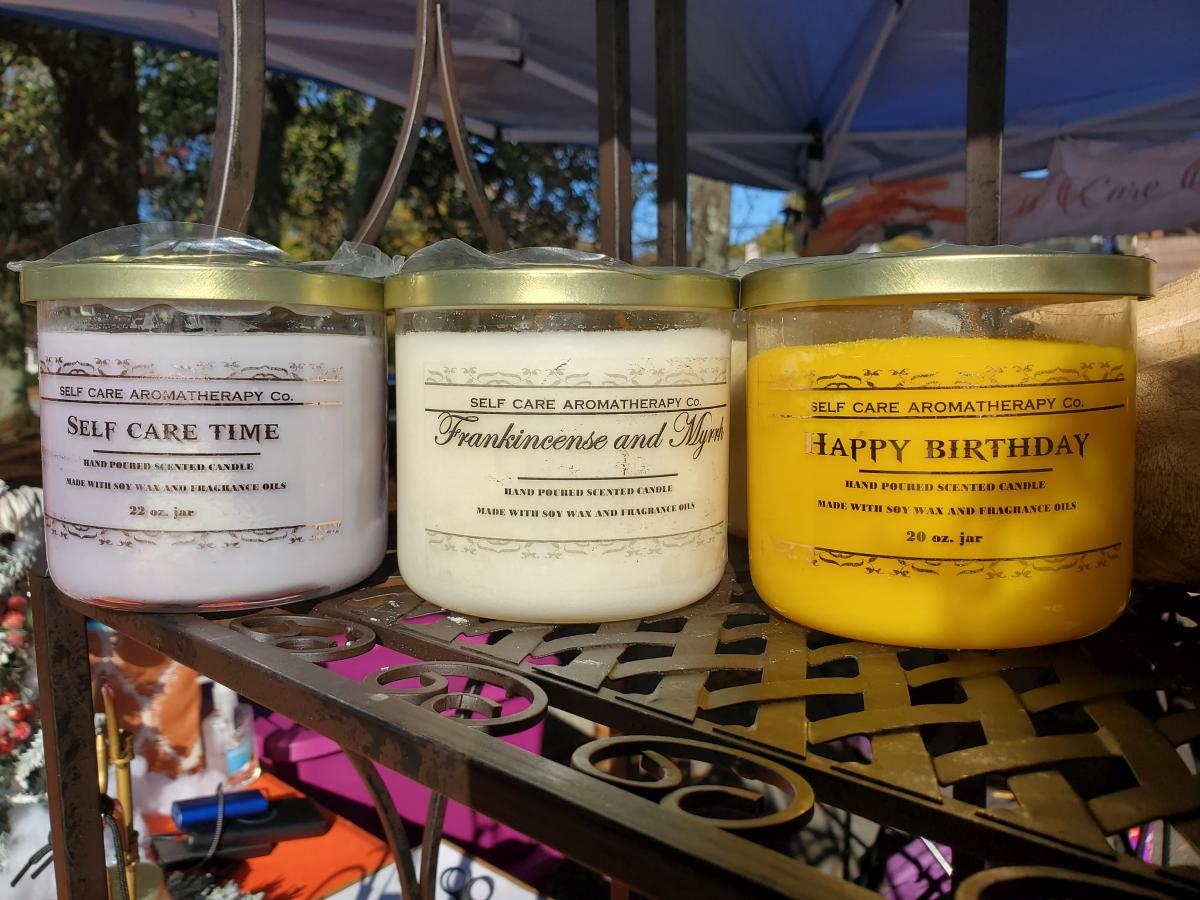 SELF CARE AROMATHERAPY Co.
SELF CARE TIME
HAND POURED SCENTED CANDLE
MADE WITH SOY WAX AND FRAGRANCE OILS
22 oz. jar
SELF CARE AROMATHERAPY Co.
Frankincense and Myrrh
HAND POURED SCENTED CANDLE
MADE WITH SOY WAX AND FRAGRANCE OILS
SELF CARE AROMATHERAPY Co.
HAPPY BIRTHDAY
HAND POURED SCENTED CANDLE
MADE WITH SOY WAX AND FRAGRANCE OILS
20 oz. jar
Care